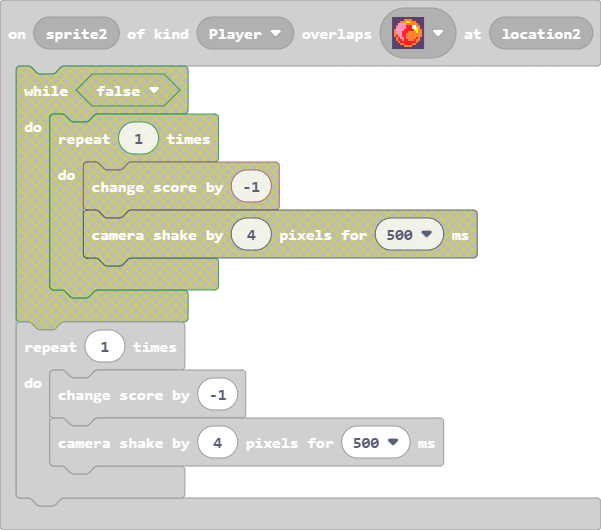 on sprite2 of kind Player overlaps at location2
while false
do
repeat 1 times
do
change score by -1
camera shake by 4 pixels for 500 ms
repeat 1 times
do
change score by -1
camera shake by 4 pixels for 500 ms